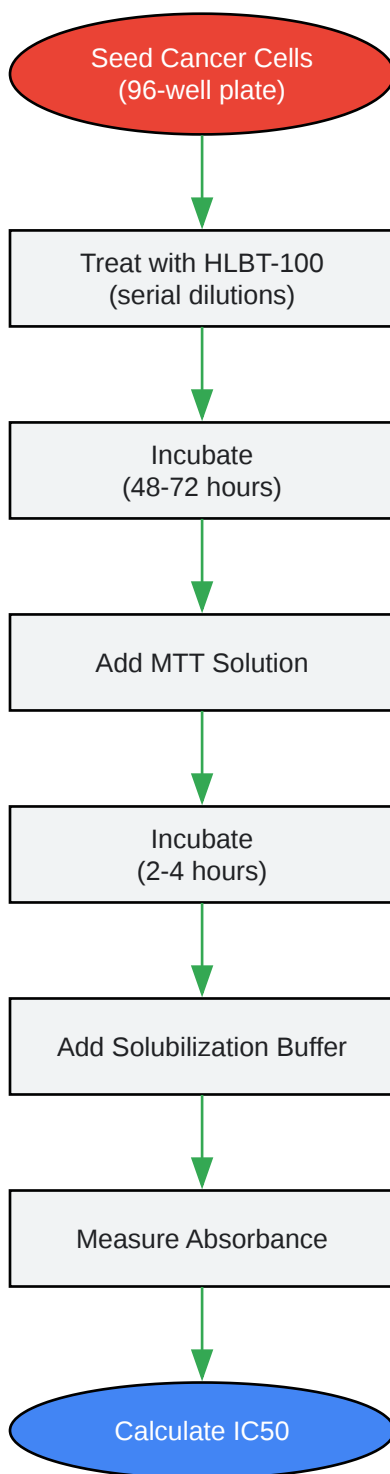 Seed Cancer Cells
(96-well plate)
Treat with HLBT-100
(serial dilutions)
Incubate
(48-72 hours)
Add MTT Solution
Incubate
(2-4 hours)
Add Solubilization Buffer
Measure Absorbance
Calculate IC50